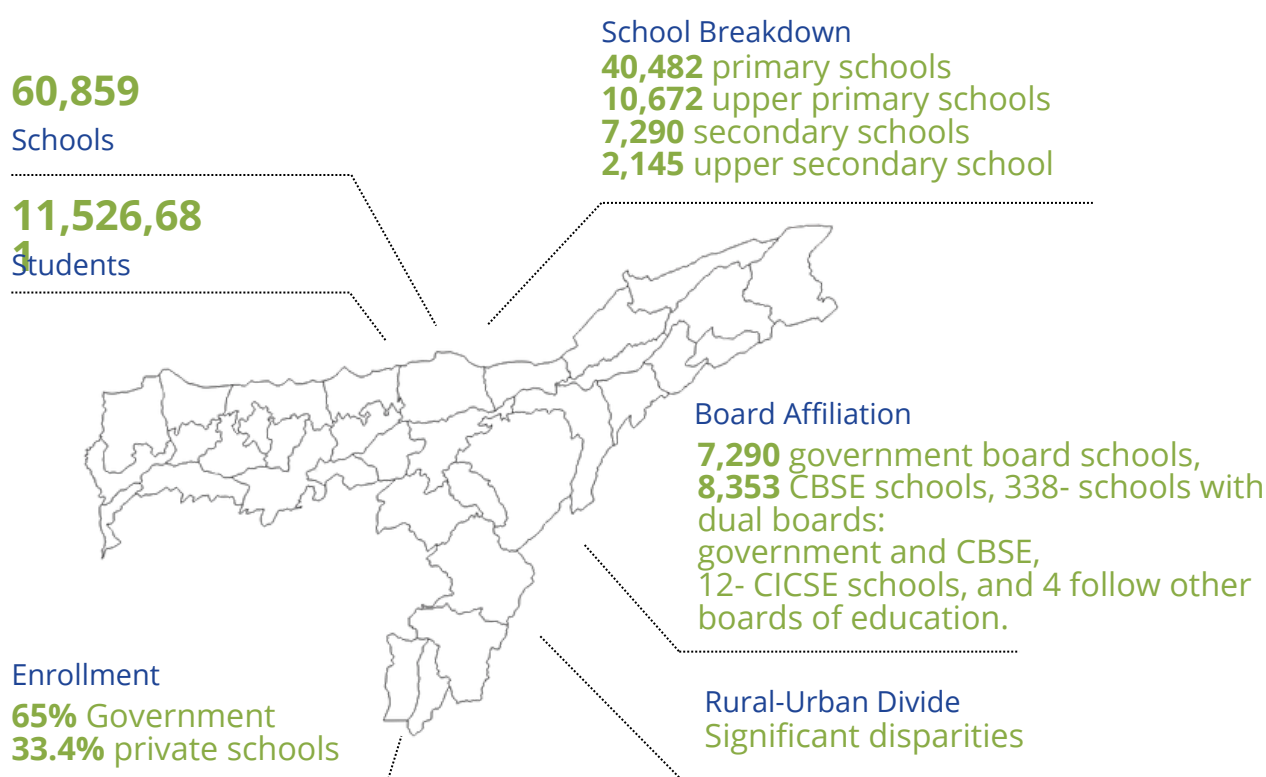 60,859
Schools
11,526,68
1
Students
School Breakdown
40,482 primary schools
10,672 upper primary schools
7,290 secondary schools
2,145 upper secondary school
Board Affiliation
7,290 government board schools,
8,353 CBSE schools, 338- schools with
dual boards:
government and CBSE,
12- CICSE schools, and 4 follow other
boards of education.
Enrollment
65% Government
33.4% private schools
Rural-Urban Divide
Significant disparities